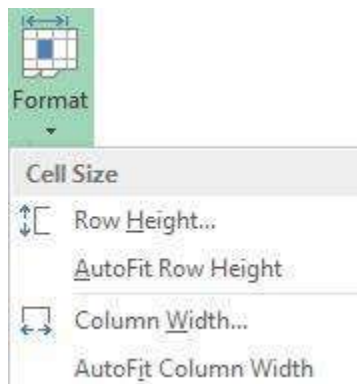 Format
Cell Size
Row Height...
AutoFit Row Height
Column Width...
AutoFit Column Width